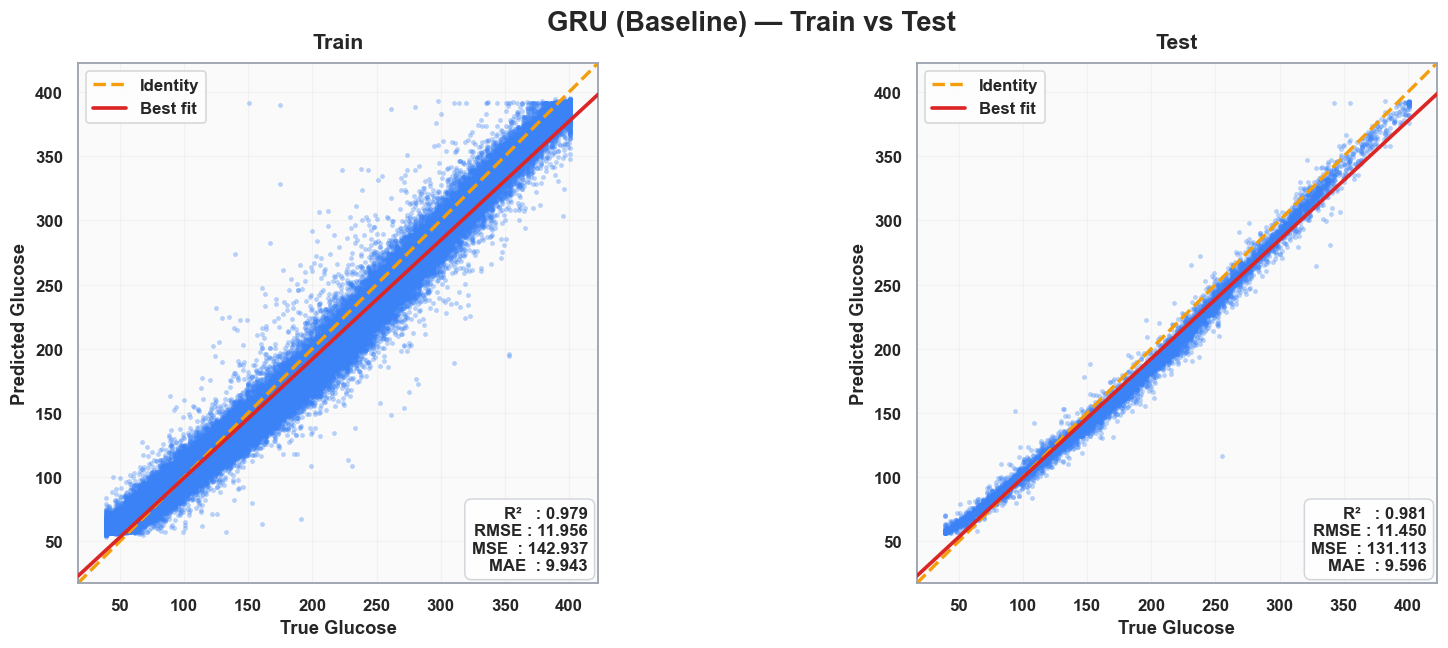 GRU (Baseline) — Train vs Test
Train
Identity
Best fit
400
350
300
250
200
150
100
50
Predicted Glucose
R² : 0.979
RMSE : 11.956
MSE : 142.937
MAE : 9.943
50 100 150 200 250 300 350 400
True Glucose
Test
Identity
Best fit
400
350
300
250
200
150
100
50
Predicted Glucose
R² : 0.981
RMSE : 11.450
MSE : 131.113
MAE : 9.596
50 100 150 200 250 300 350 400
True Glucose